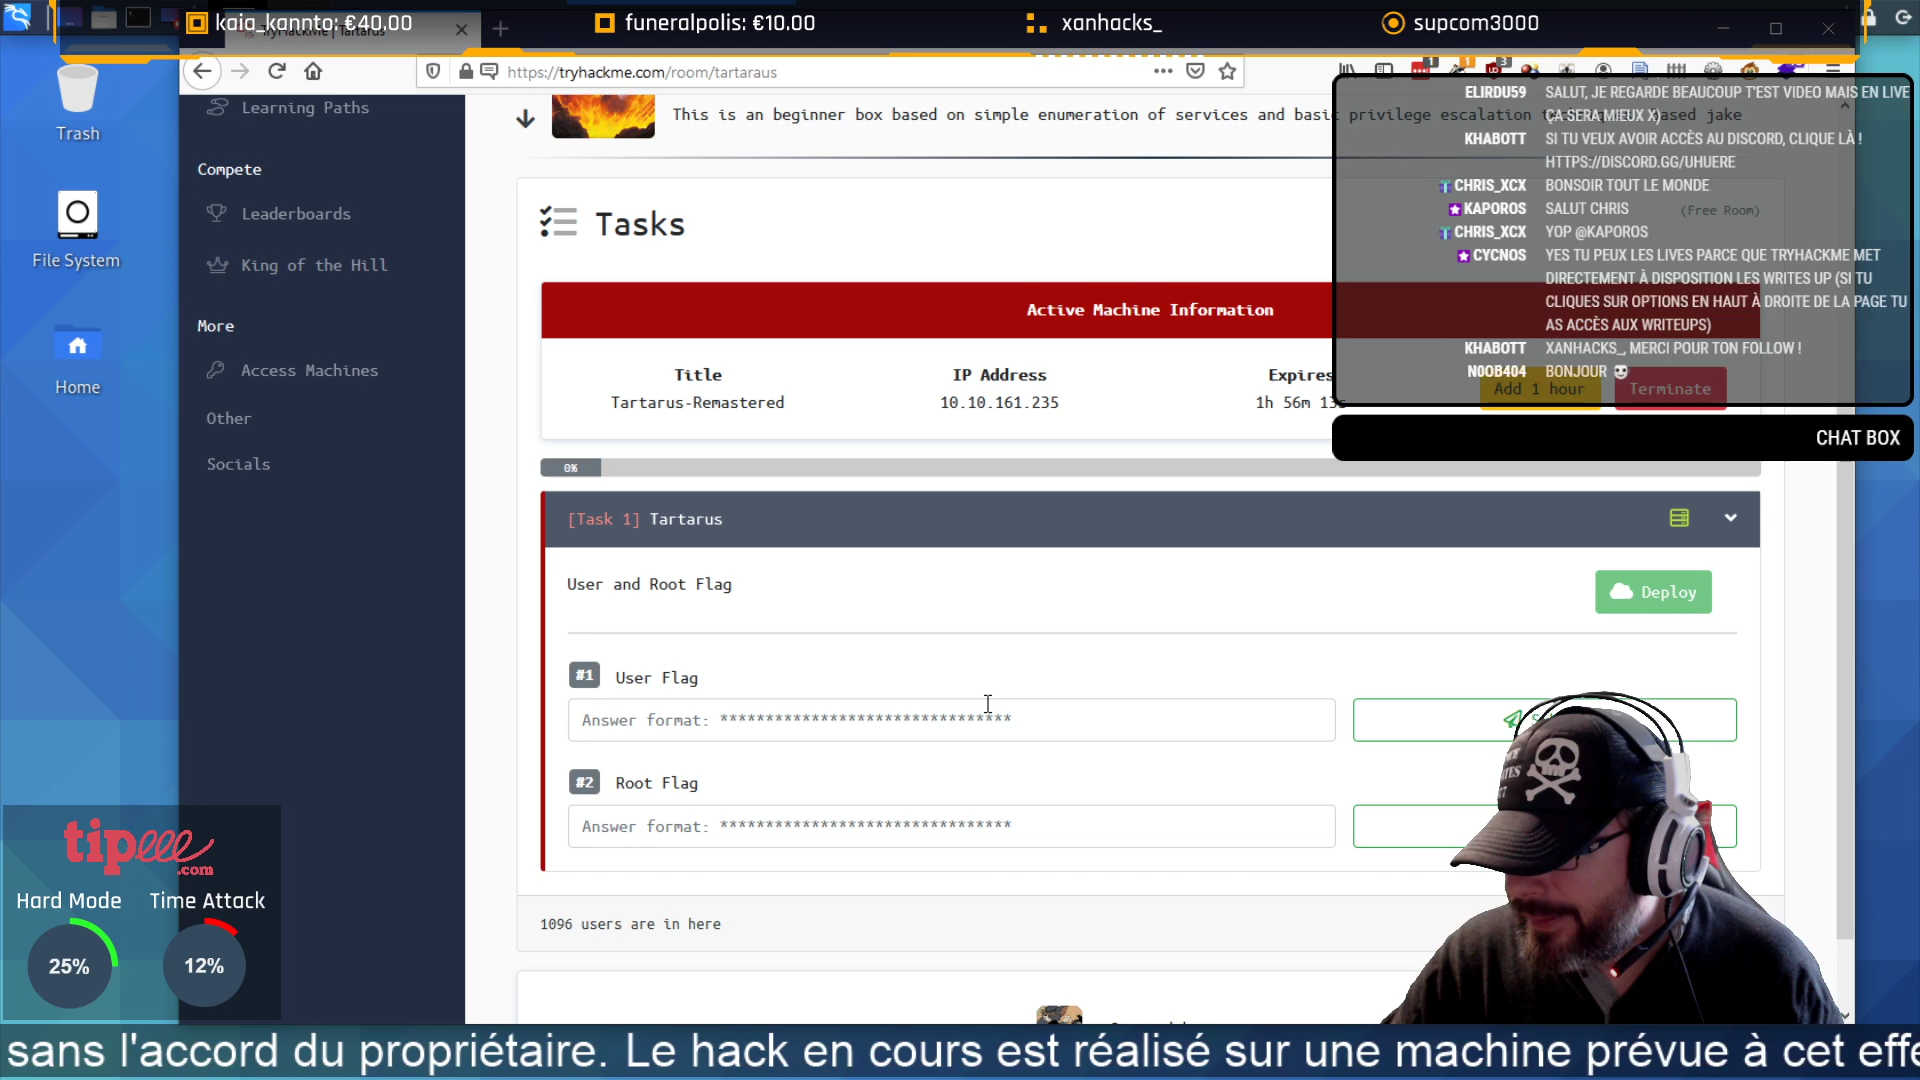 kaia_kannto: €40,00
funeralpolis: €10.00
xanhacks_
supcom3000
TryHackMe | Tartarus
https://tryhackme.com/room/tartaraus
Trash
File System
Home
Learning Paths
Compete
Leaderboards
King of the Hill
More
Access Machines
Other
Socials
This is an beginner box based on simple enumeration of services and basic privilege escalation
jake
Tasks
(Free Room)
Active Machine Information
Title
IP Address
Expires
Tartarus-Remastered
10.10.161.235
1h 56m 13s
Add 1 hour
Terminate
0%
[Task 1] Tartarus
User and Root Flag
Deploy
#1 User Flag
Answer format: ********************************
#2 Root Flag
Answer format: ********************************
1096 users are in here
ELIRDU59 SALUT, JE REGARDE BEAUCOUP T'EST VIDEO MAIS EN LIVE
ÇA SERA MIEUX X)
KHABOTT SI TU VEUX AVOIR ACCÈS AU DISCORD, CLIQUE LÀ !
HTTPS://DISCORD.GG/UHUERE
CHRIS_XCX BONSOIR TOUT LE MONDE
KAPOROS SALUT CHRIS
CHRIS_XCX YOP @KAPOROS
CYCNOS YES TU PEUX LES LIVES PARCE QUE TRYHACKME MET
DIRECTEMENT À DISPOSITION LES WRITES UP (SI TU
CLIQUES SUR OPTIONS EN HAUT À DROITE DE LA PAGE TU
AS ACCÈS AUX WRITEUPS)
KHABOTT XANHACKS_, MERCI POUR TON FOLLOW !
N0OB404 BONJOUR
CHAT BOX
tipeee
.com
Hard Mode
Time Attack
25%
12%
sans l'accord du propriétaire. Le hack en cours est réalisé sur une machine prévue à cet effe